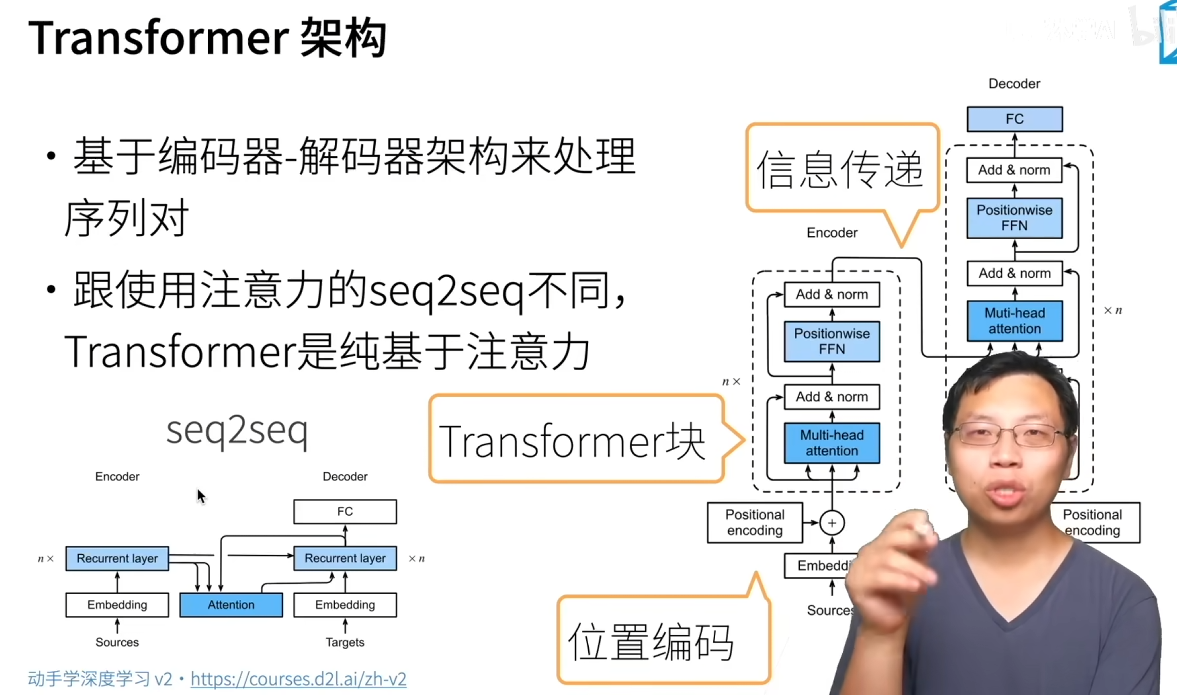 Transformer 架构
• 基于编码器-解码器架构来处理
序列对
• 跟使用注意力的seq2seq不同，
Transformer是纯基于注意力
seq2seq
Encoder
Decoder
FC
n×
Recurrent layer
Recurrent layer
×n
Embedding
Attention
Embedding
Sources
Targets
动手学深度学习 v2 • https://courses.d2l.ai/zh-v2
Decoder
FC
Add & norm
信息传递
Positionwise
FFN
Encoder
Add & norm
Add & norm
Muti-head
attention
×n
Positionwise
FFN
n×
Add & norm
Transformer块
Multi-head
attention
Positional
encoding
+
Positional
encoding
Sources
位置编码